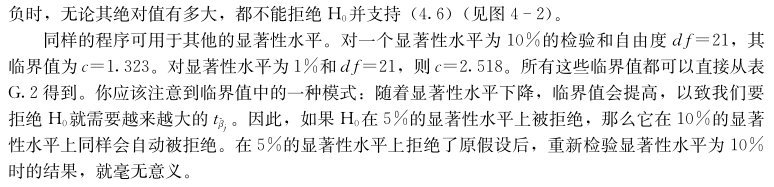 负时，无论其绝对值有多大，都不能拒绝 H₀并支持（4.6）（见图 4－2）。
同样的程序可用于其他的显著性水平。对一个显著性水平为 10％的检验和自由度 df＝21，其
临界值为 c＝1.323。对显著性水平为 1％和 df＝21，则 c＝2.518。所有这些临界值都可以直接从表
G.2 得到。你应该注意到临界值中的一种模式：随着显著性水平下降，临界值会提高，以致我们要
拒绝 H₀就需要越来越大的 t_{β̂_j}。因此，如果 H₀在 5％的显著性水平上被拒绝，那么它在 10％的显著
性水平上同样会自动被拒绝。在 5％的显著性水平上拒绝了原假设后，重新检验显著性水平为 10％
时的结果，就毫无意义。